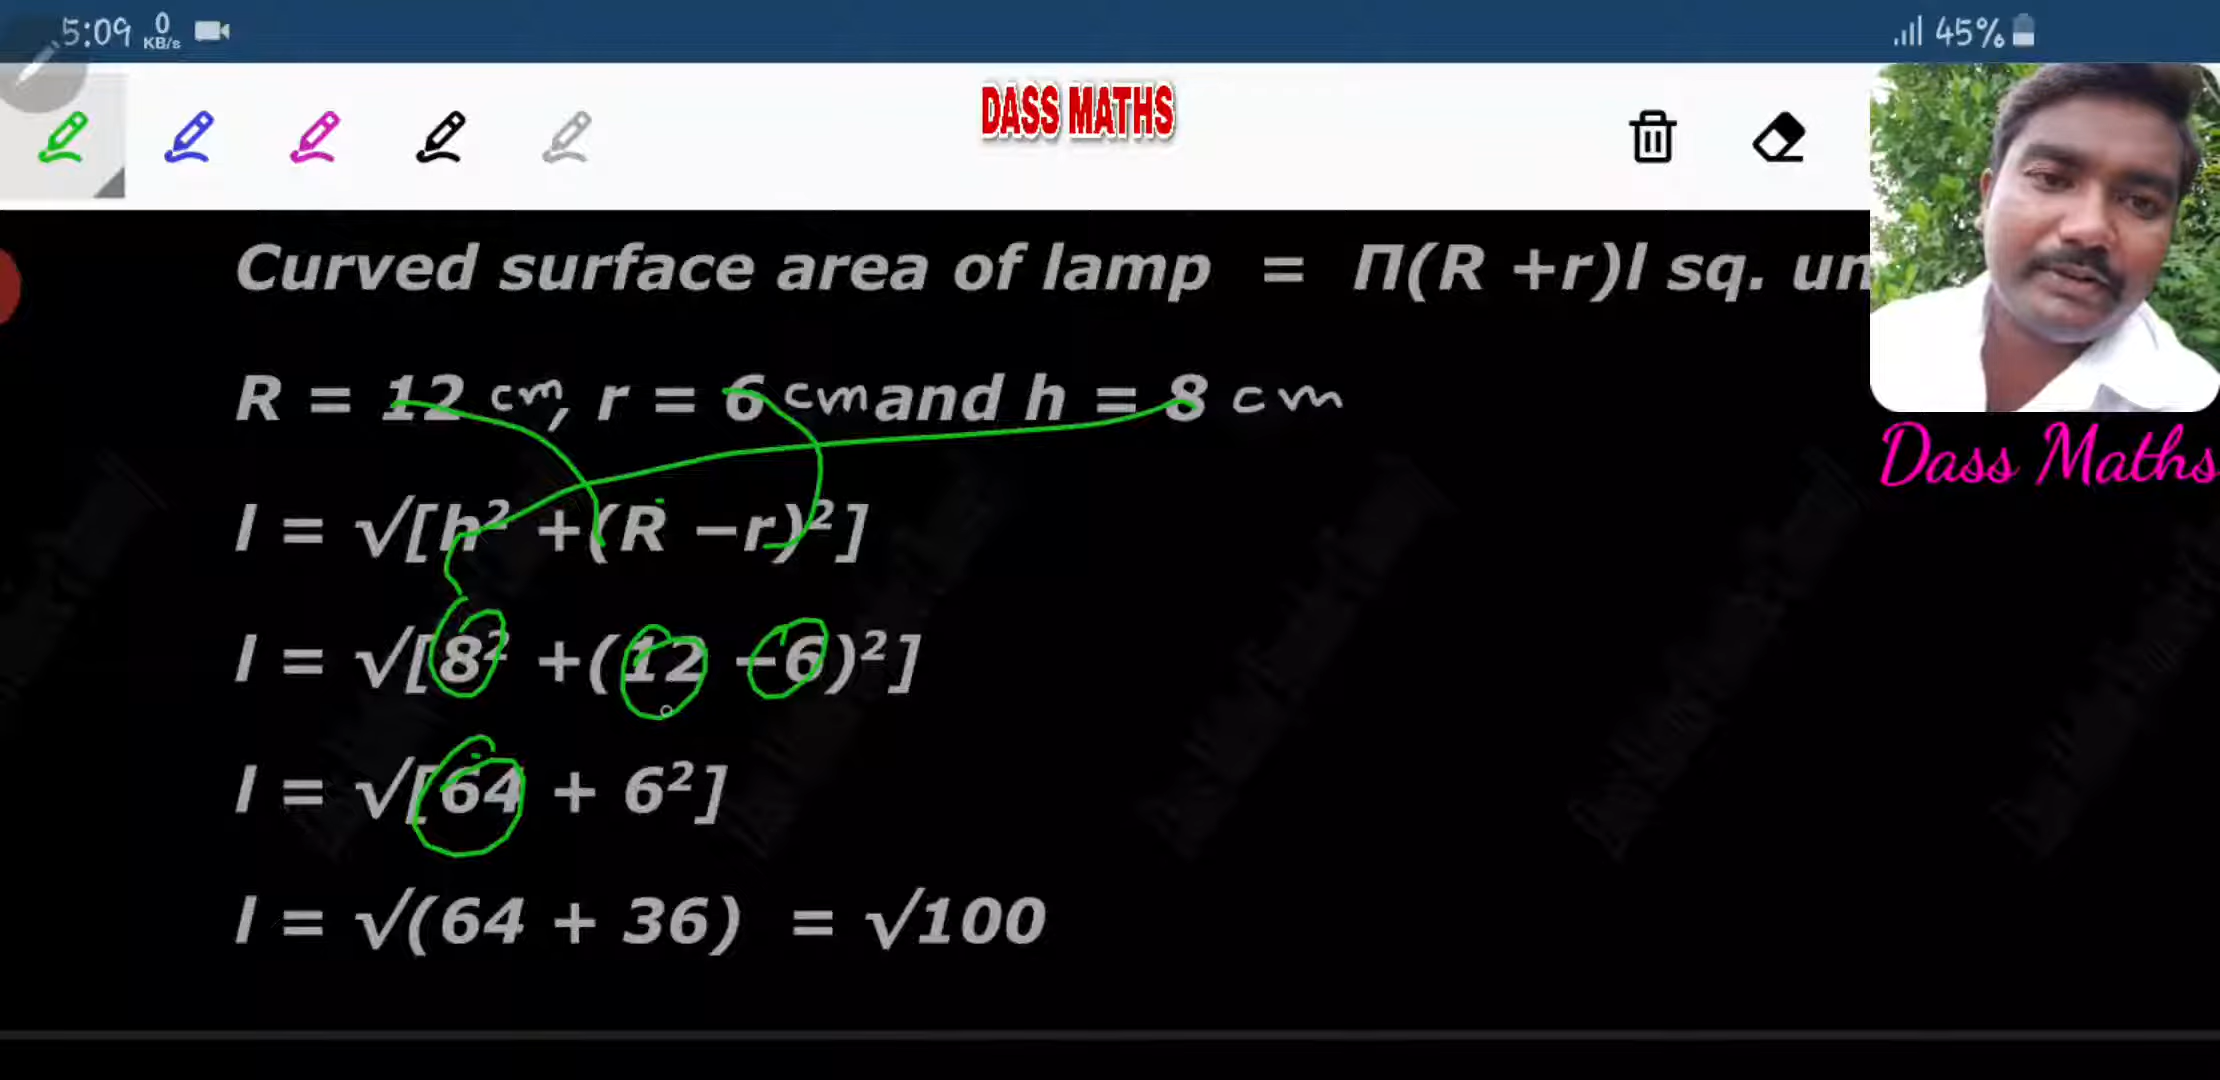 5:09 0 KB/s 45%
DASS MATHS
Curved surface area of lamp = Π(R +r)l sq. un
R = 12 cm, r = 6 cm and h = 8 cm
Dass Maths
l = √[h² +(R −r)²]
l = √[8² +(12 −6)²]
l = √[64 + 6²]
l = √(64 + 36) = √100